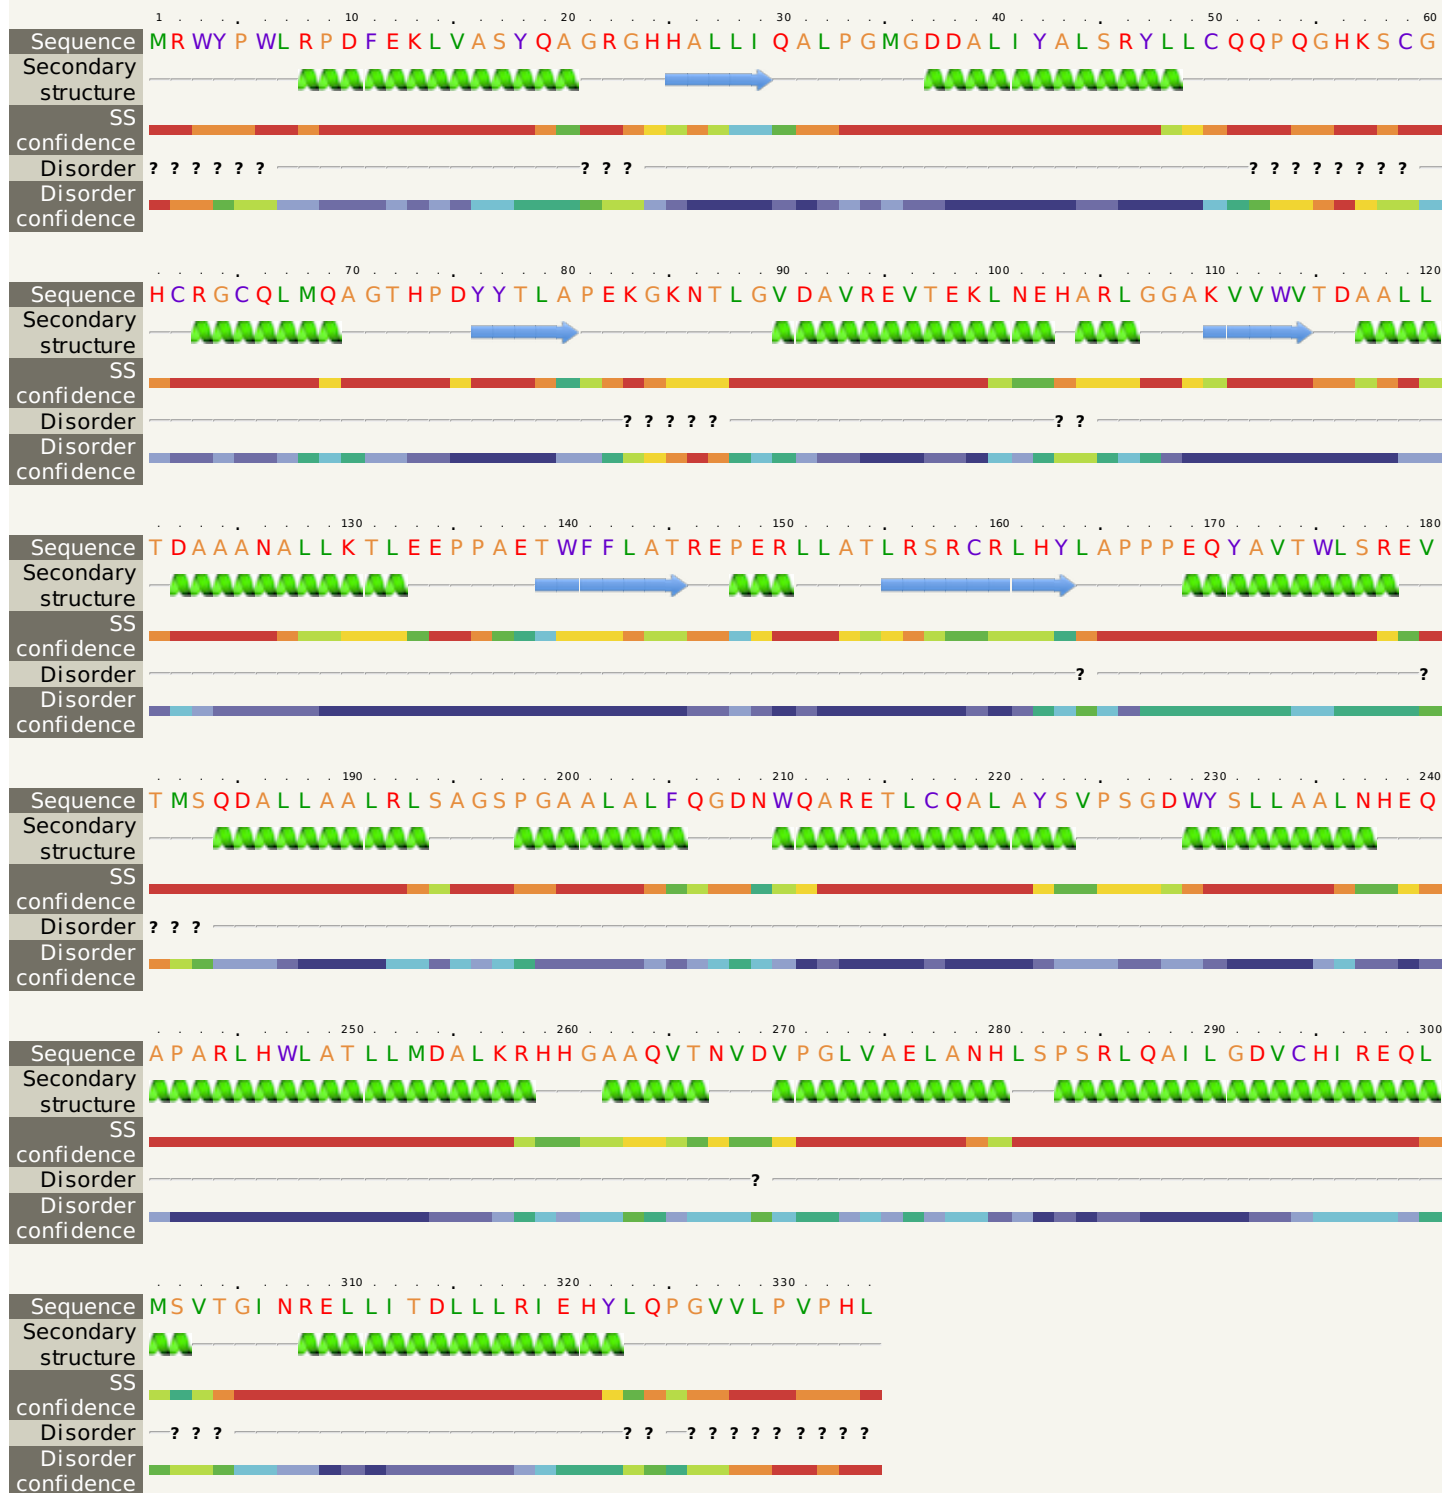 1 10 20 30 40 50 60
Sequence MRWYPWLRPDFEKLVASYQAGRGHHALLIQALPGMGDDALIYALSRYLLCQQPQGHKSCG
Secondary
structure
SS
confidence
Disorder ? ? ? ? ? ? ? ? ? ? ? ? ? ? ? ? ?
Disorder
confidence
70 80 90 100 110 120
Sequence HCRGCQLMQAGTHPDYYTLAPEKGKNTLGVDAVREVTEKLNEHARLGGAKVVWVTDAALL
Secondary
structure
SS
confidence
Disorder ? ? ? ? ? ? ?
Disorder
confidence
130 140 150 160 170 180
Sequence TDAAANALLKTLEEPPAETWFFLATREPERLLATLRSRCRLHYLAPPPEQYAVTWLSREV
Secondary
structure
SS
confidence
Disorder ? ?
Disorder
confidence
190 200 210 220 230 240
Sequence TMSQDALLAALRLSAGSPGAALALFQGDNWQARETLCQALAYSVPSGDWYSLLAALNHEQ
Secondary
structure
SS
confidence
Disorder ? ? ?
Disorder
confidence
250 260 270 280 290 300
Sequence APARLHWLATLLMDALKRHHGAAQVTNVDVPGLVAELANHLSPSRLQAILGDVCHIREQL
Secondary
structure
SS
confidence
Disorder ?
Disorder
confidence
310 320 330
Sequence MSVTGINRELLITDLLLRIEHYLQPGVVLPVPHL
Secondary
structure
SS
confidence
Disorder ? ? ? ? ? ? ? ? ? ? ? ? ? ?
Disorder
confidence